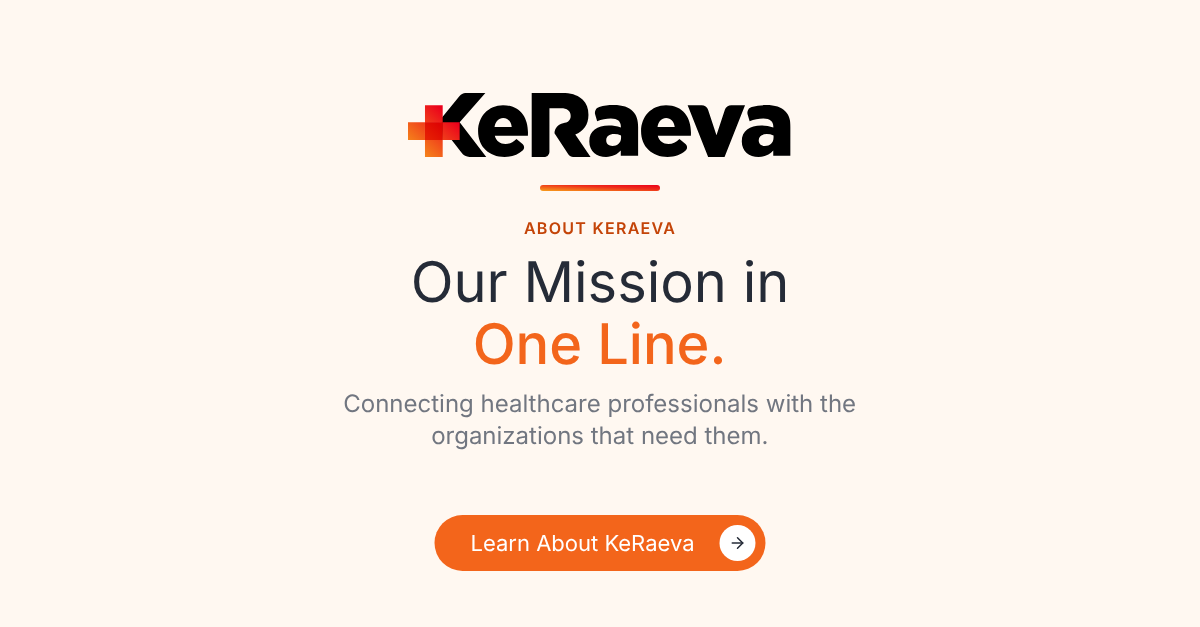 KeRaeva
ABOUT KERAEVA
Our Mission in
One Line.
Connecting healthcare professionals with the
organizations that need them.
Learn About KeRaeva